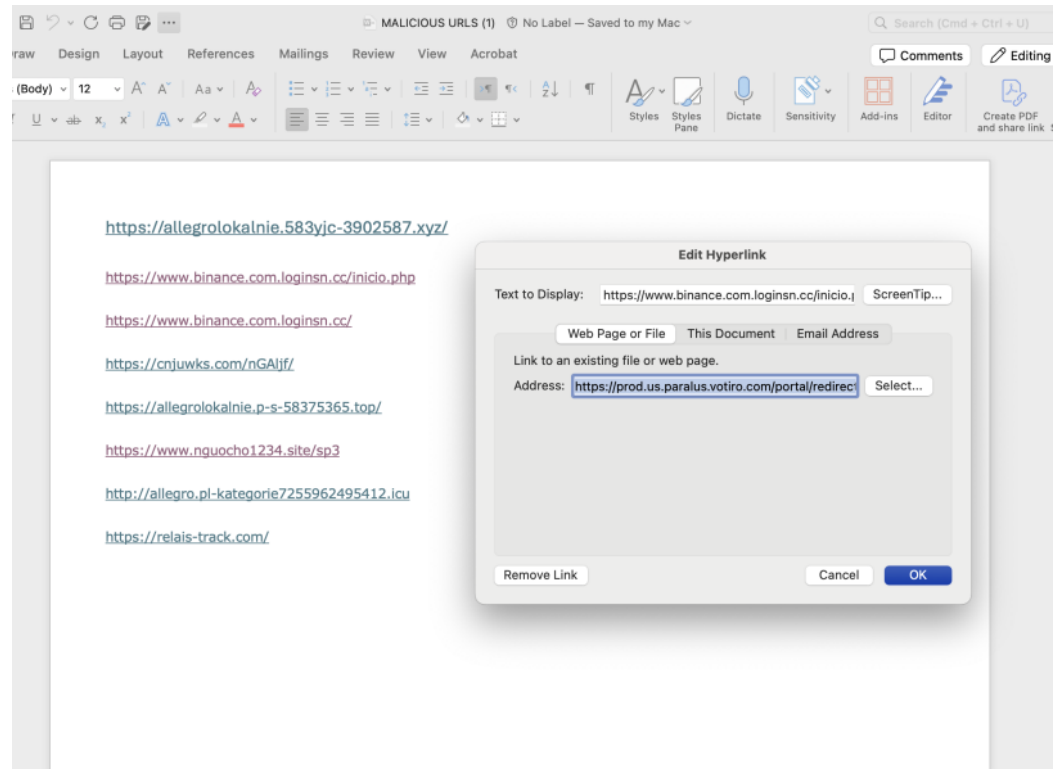 MALICIOUS URLS (1) No Label — Saved to my Mac
Search (Cmd + Ctrl + U)
raw Design Layout References Mailings Review View Acrobat
Comments Editing
(Body) 12
Styles Styles Pane Dictate Sensitivity Add-ins Editor Create PDF and share link
https://allegrolokalnie.583yjc-3902587.xyz/
https://www.binance.com.loginsn.cc/inicio.php
https://www.binance.com.loginsn.cc/
https://cnjuwks.com/nGAljf/
https://allegrolokalnie.p-s-58375365.top/
https://www.nguocho1234.site/sp3
http://allegro.pl-kategorie7255962495412.icu
https://relais-track.com/
Edit Hyperlink
Text to Display: https://www.binance.com.loginsn.cc/inicio.p ScreenTip...
Web Page or File This Document Email Address
Link to an existing file or web page.
Address: https://prod.us.paralus.votiro.com/portal/redirect Select...
Remove Link Cancel OK